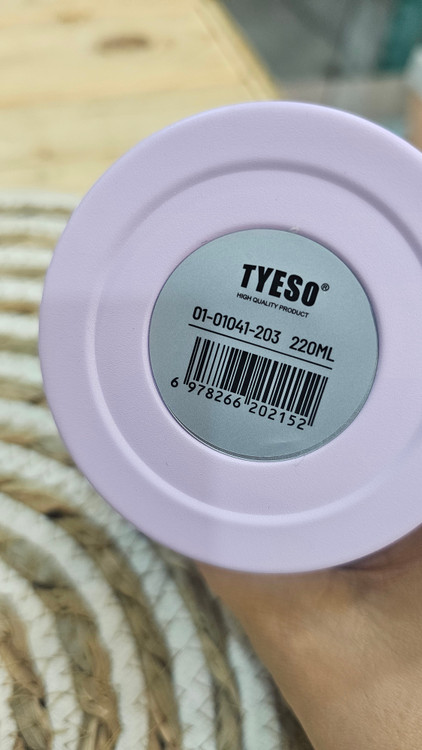 TYESO®
HIGH QUALITY PRODUCT
01-01041-203 220ML
6 978266 202152